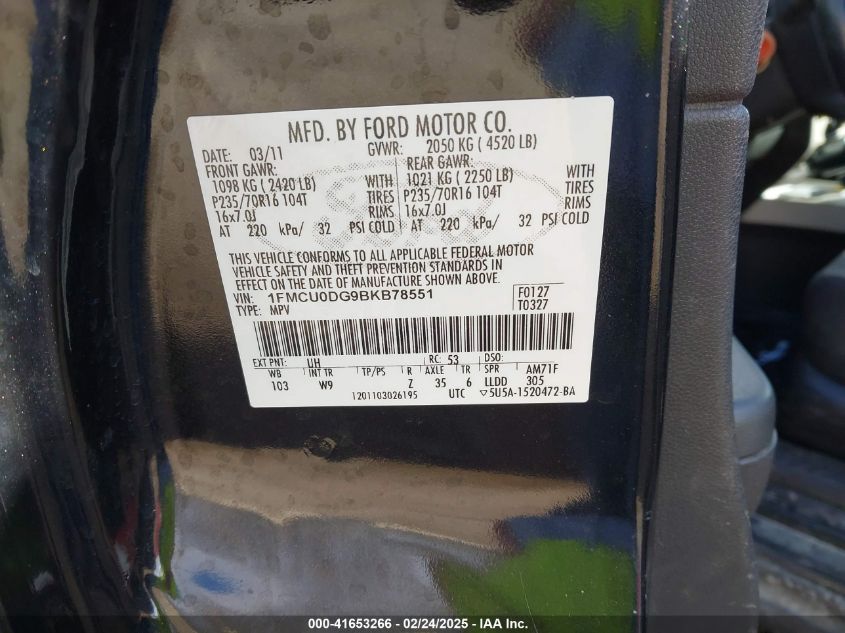 MFD. BY FORD MOTOR CO.
DATE: 03/11 GVWR: 2050 KG ( 4520 LB)
FRONT GAWR: REAR GAWR:
1098 KG ( 2420 LB) WITH 1021 KG ( 2250 LB) WITH
P235/70R16 104T TIRES P235/70R16 104T TIRES
16x7.0J RIMS 16x7.0J RIMS
AT 220 kPa/ 32 PSI COLD AT 220 kPa/ 32 PSI COLD
THIS VEHICLE CONFORMS TO ALL APPLICABLE FEDERAL MOTOR
VEHICLE SAFETY AND THEFT PREVENTION STANDARDS IN
EFFECT ON THE DATE OF MANUFACTURE SHOWN ABOVE.
VIN: 1FMCU0DG9BKB78551 F0127
TYPE: MPV T0327
EXT PNT: UH RC: 53 DSO:
WB INT TR TP/PS R AXLE TR SPR AM71F
103 W9 Z 35 6 LLDD 305
1201103026195 UTC ▽5U5A-1520472-BA
000-41653266 - 02/24/2025 - IAA Inc.